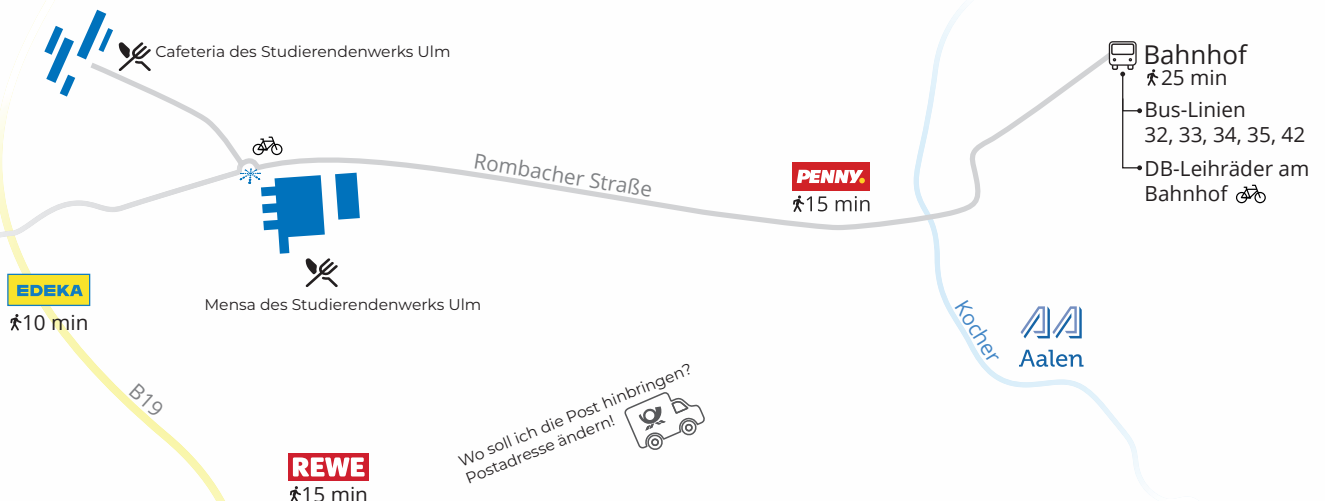 Cafeteria des Studierendenwerks Ulm
Bahnhof
25 min
Bus-Linien
32, 33, 34, 35, 42
DB-Leihräder am
Bahnhof
Rombacher Straße
PENNY.
15 min
EDEKA
10 min
Mensa des Studierendenwerks Ulm
Kocher
AA
Aalen
B19
Wo soll ich die Post hinbringen?
Postadresse ändern!
REWE
15 min